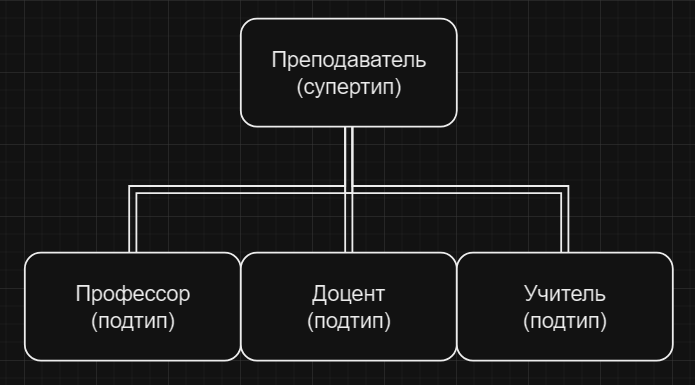 Преподаватель
(супертип)
Профессор
(подтип)
Доцент
(подтип)
Учитель
(подтип)